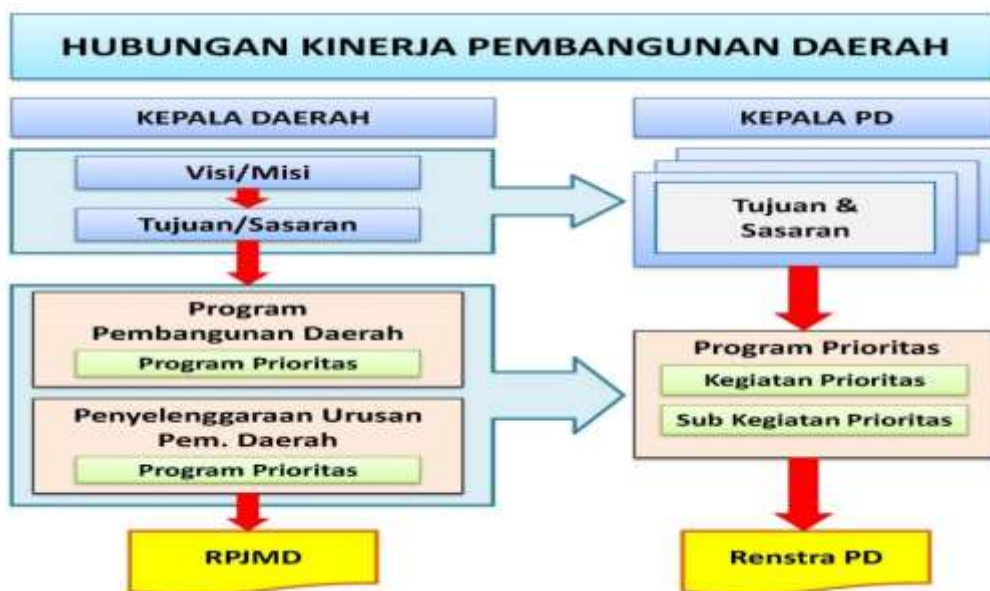 HUBUNGAN KINERJA PEMBANGUNAN DAERAH
KEPALA DAERAH
Visi/Misi
Tujuan/Sasaran
Program
Pembangunan Daerah
Program Prioritas
Penyelenggaraan Urusan
Pem. Daerah
Program Prioritas
RPJMD
KEPALA PD
Tujuan &
Sasaran
Program Prioritas
Kegiatan Prioritas
Sub Kegiatan Prioritas
Renstra PD